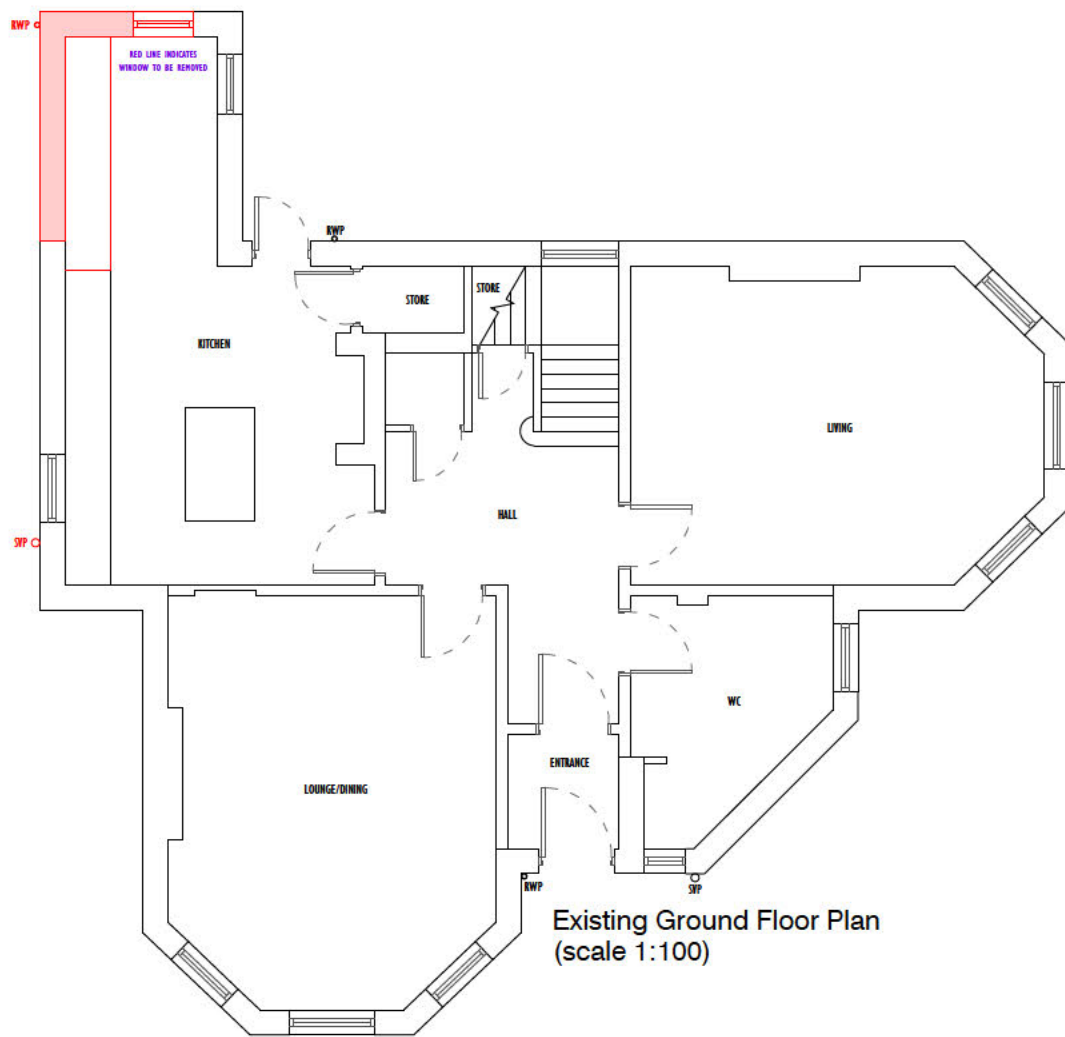 RWP
RED LINE INDICATES
WINDOW TO BE REMOVED
RWP
STORE
STORE
KITCHEN
LIVING
HALL
SVP
WC
ENTRANCE
LOUNGE/DINING
RWP
SVP
Existing Ground Floor Plan
(scale 1:100)